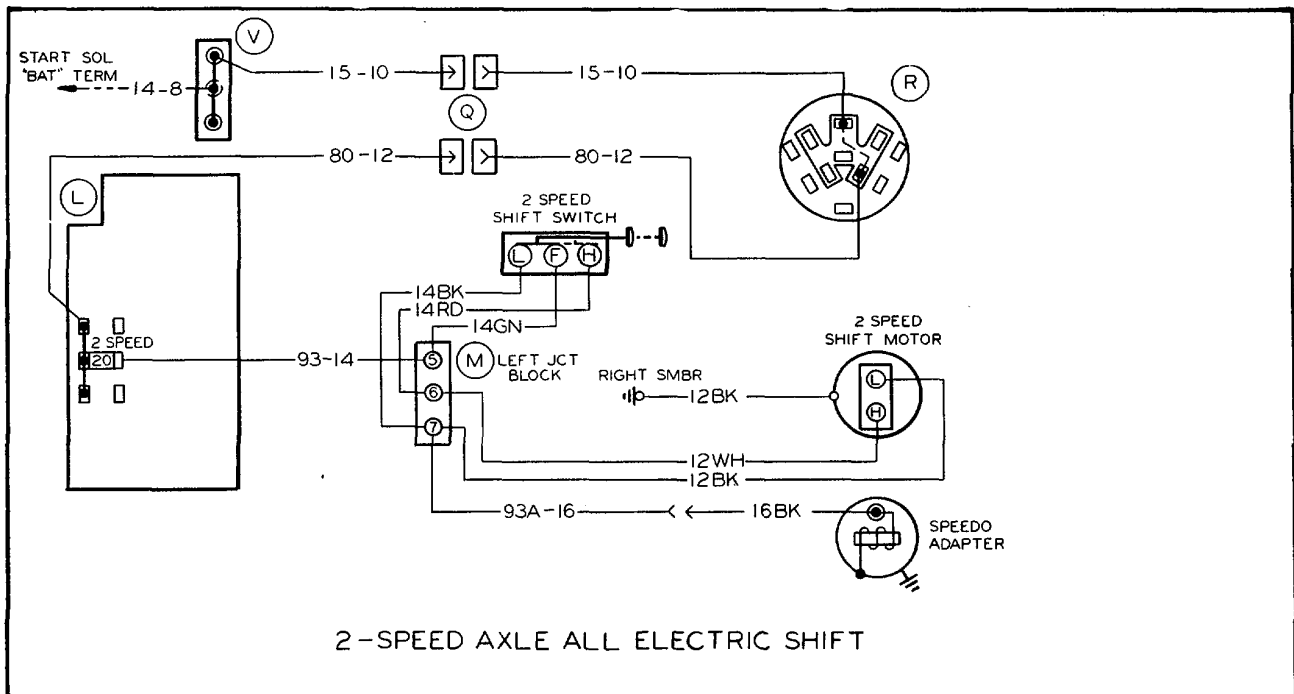 V
START SOL
"BAT" TERM
14-8
15-10
15-10
R
Q
80-12
80-12
L
2 SPEED
SHIFT SWITCH
L F H
14BK
14RD
14GN
2 SPEED
20
93-14
5
6
7
M
LEFT JCT
BLOCK
2 SPEED
SHIFT MOTOR
RIGHT SMBR
12BK
L
H
12WH
12BK
93A-16
16BK
SPEEDO
ADAPTER
2-SPEED AXLE ALL ELECTRIC SHIFT